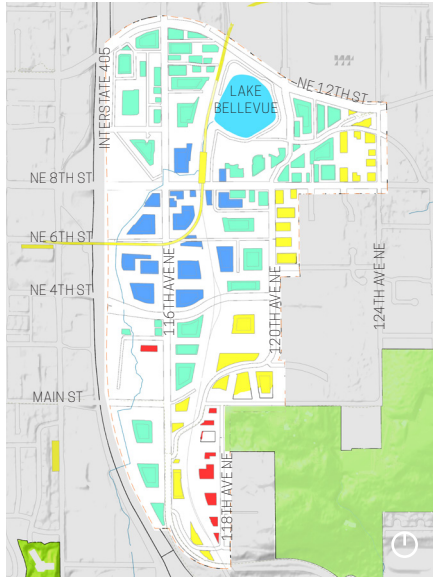 INTERSTATE 405
NE 12TH ST
LAKE
BELLEVUE
NE 8TH ST
NE 6TH ST
NE 4TH ST
116TH AVE NE
120TH AVE NE
124TH AVE NE
MAIN ST
118TH AVE NE